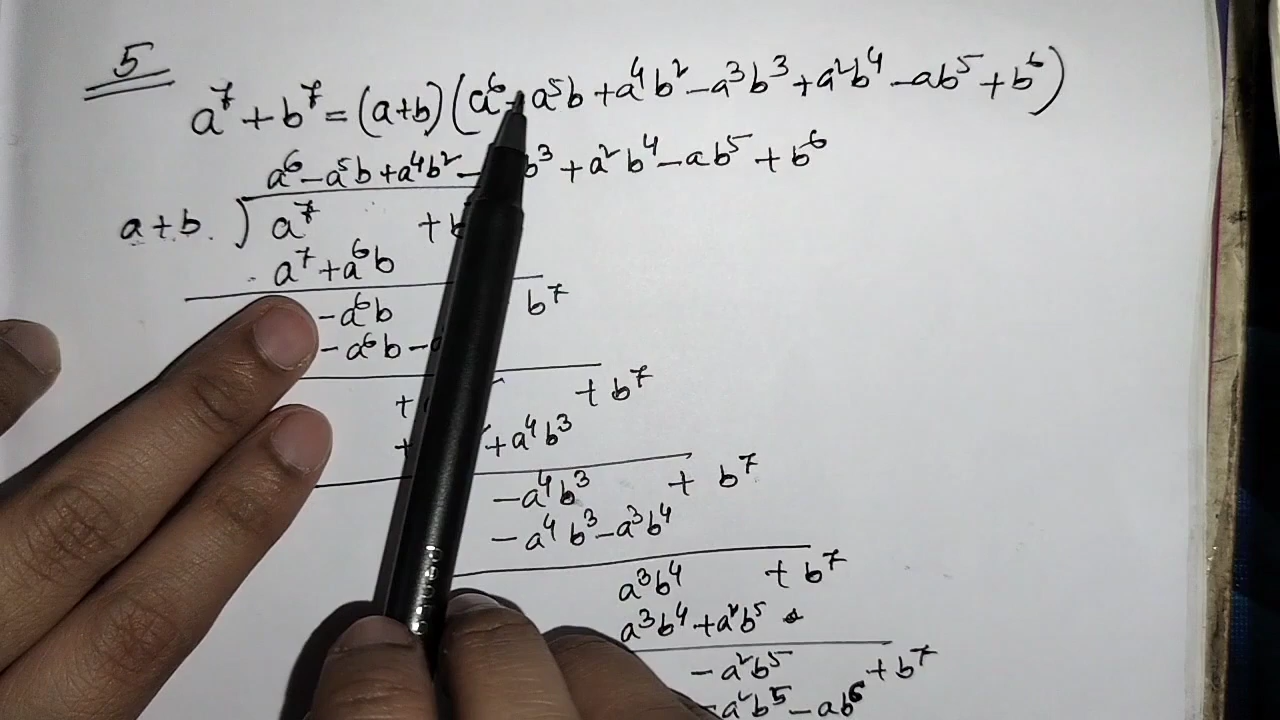 5
a⁷ + b⁷ = (a+b)(a⁶ - a⁵b + a⁴b² - a³b³ + a²b⁴ - ab⁵ + b⁶)
a⁶ - a⁵b + a⁴b² - b³ + a²b⁴ - ab⁵ + b⁶
a+b ) a⁷ +
a⁷ + a⁶b
- a⁶b b⁷
- a⁶b -
+ + b⁷
+ + a⁴b³
- a⁴b³ + b⁷
- a⁴b³ - a³b⁴
a³b⁴ + b⁷
a³b⁴ + a²b⁵
- a²b⁵ + b⁷
- a²b⁵ - ab⁶